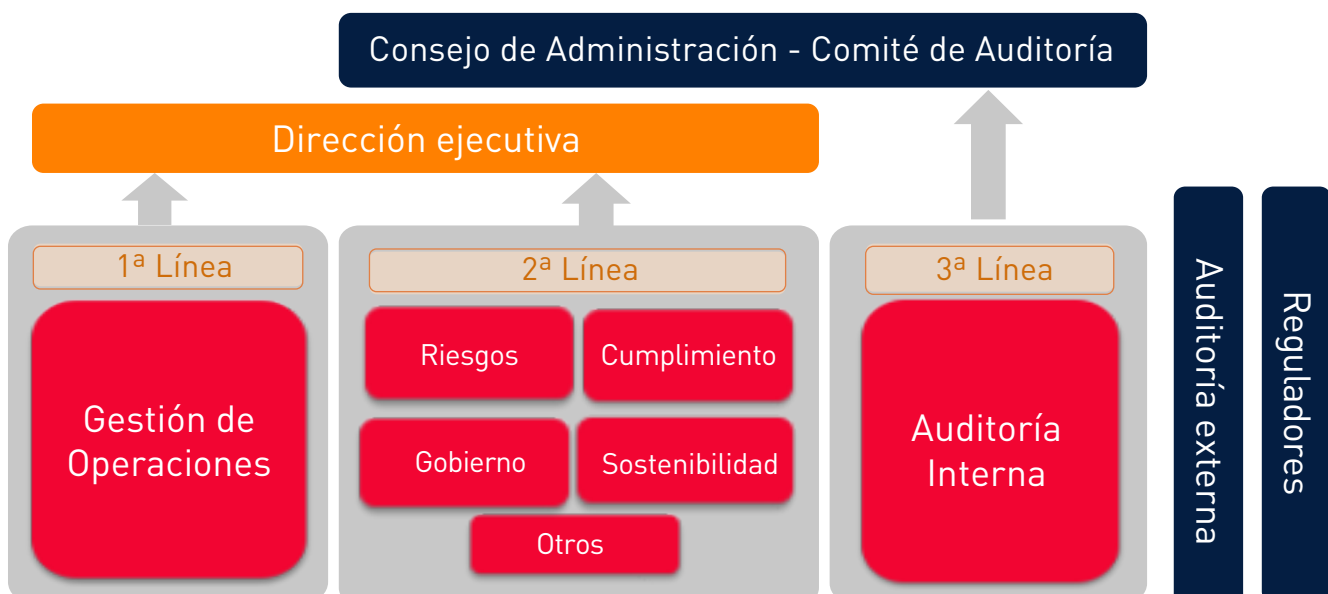 Consejo de Administración - Comité de Auditoría
Dirección ejecutiva
1ª Línea
Gestión de
Operaciones
2ª Línea
Riesgos
Cumplimiento
Gobierno
Sostenibilidad
Otros
3ª Línea
Auditoría
Interna
Auditoría externa
Reguladores